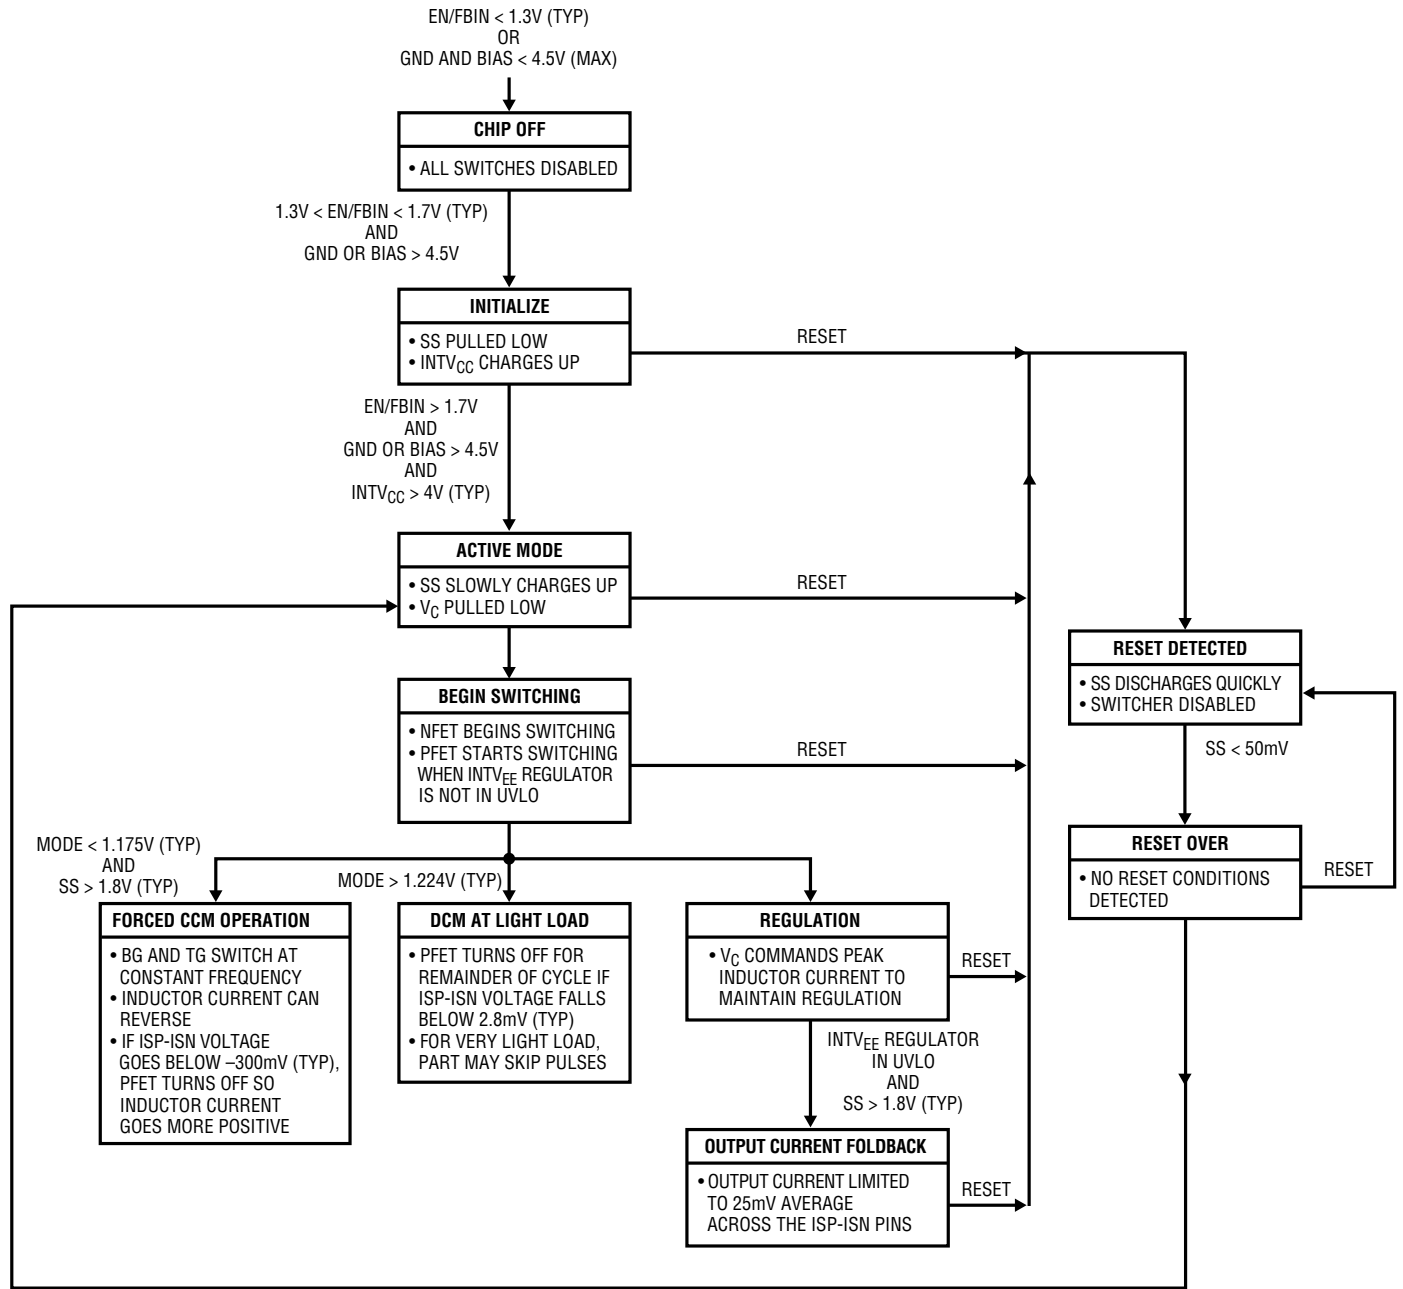 EN/FBIN < 1.3V (TYP)
OR
GND AND BIAS < 4.5V (MAX)
CHIP OFF
• ALL SWITCHES DISABLED
1.3V < EN/FBIN < 1.7V (TYP)
AND
GND OR BIAS > 4.5V
INITIALIZE
• SS PULLED LOW
• INTVCC CHARGES UP
RESET
EN/FBIN > 1.7V
AND
GND OR BIAS > 4.5V
AND
INTVCC > 4V (TYP)
ACTIVE MODE
• SS SLOWLY CHARGES UP
• VC PULLED LOW
RESET
BEGIN SWITCHING
• NFET BEGINS SWITCHING
• PFET STARTS SWITCHING
WHEN INTVEE REGULATOR
IS NOT IN UVLO
RESET
RESET DETECTED
• SS DISCHARGES QUICKLY
• SWITCHER DISABLED
SS < 50mV
RESET OVER
• NO RESET CONDITIONS
DETECTED
RESET
MODE < 1.175V (TYP)
AND
SS > 1.8V (TYP)
FORCED CCM OPERATION
• BG AND TG SWITCH AT
CONSTANT FREQUENCY
• INDUCTOR CURRENT CAN
REVERSE
• IF ISP-ISN VOLTAGE
GOES BELOW –300mV (TYP),
PFET TURNS OFF SO
INDUCTOR CURRENT
GOES MORE POSITIVE
MODE > 1.224V (TYP)
DCM AT LIGHT LOAD
• PFET TURNS OFF FOR
REMAINDER OF CYCLE IF
ISP-ISN VOLTAGE FALLS
BELOW 2.8mV (TYP)
• FOR VERY LIGHT LOAD,
PART MAY SKIP PULSES
REGULATION
• VC COMMANDS PEAK
INDUCTOR CURRENT TO
MAINTAIN REGULATION
RESET
INTVEE REGULATOR
IN UVLO
AND
SS > 1.8V (TYP)
OUTPUT CURRENT FOLDBACK
• OUTPUT CURRENT LIMITED
TO 25mV AVERAGE
ACROSS THE ISP-ISN PINS
RESET